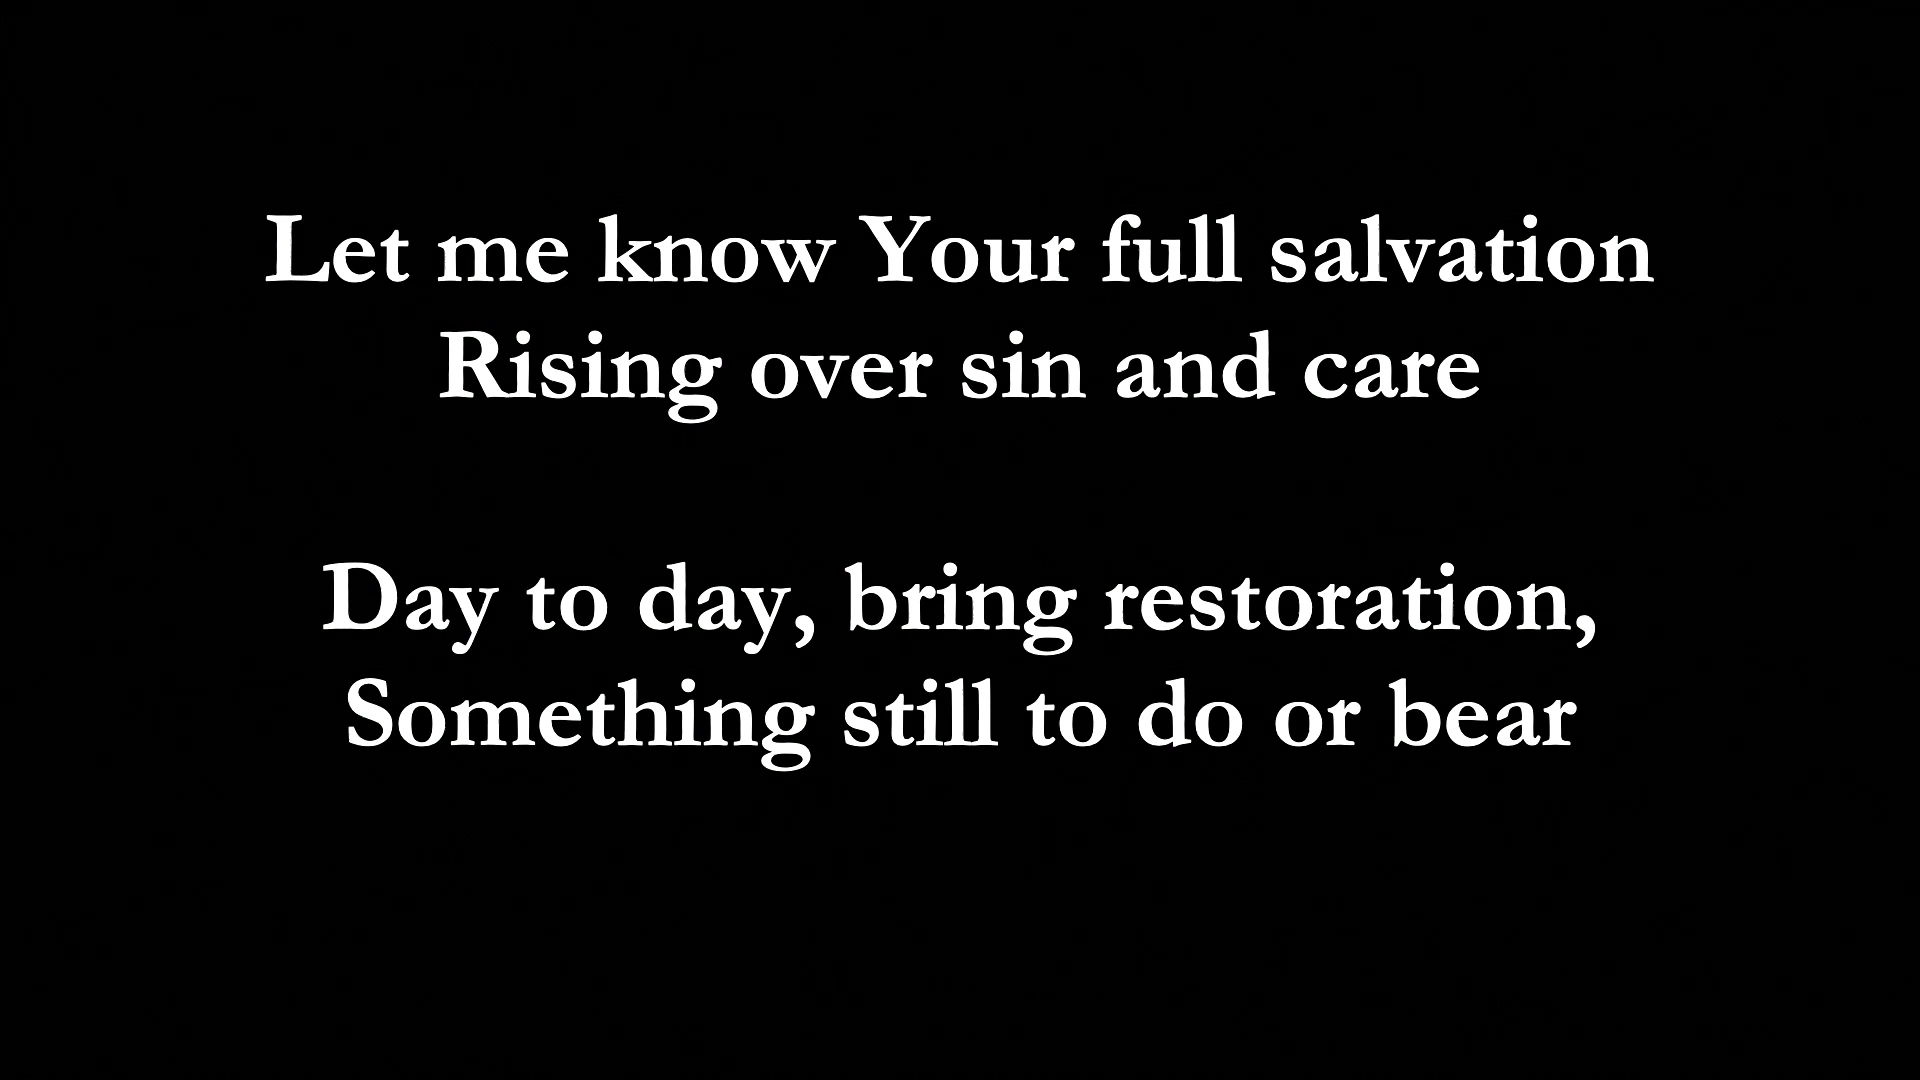 Let me know Your full salvation
Rising over sin and care
Day to day, bring restoration,
Something still to do or bear